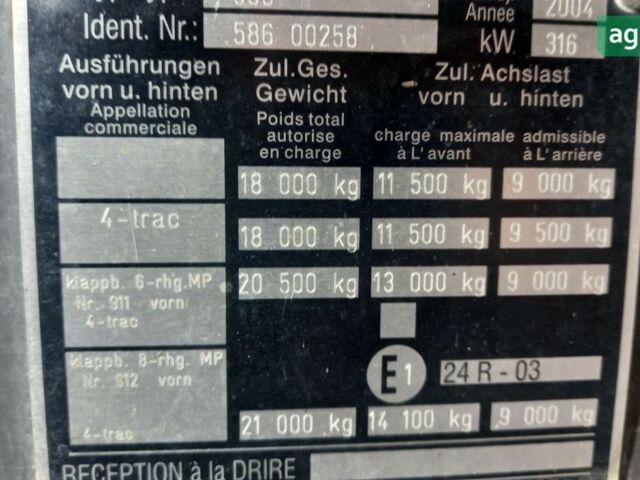 Année 2004
Ident. Nr.: 586 00258 kW 316
ag
Ausführungen Zul.Ges. Zul. Achslast
vorn u. hinten Gewicht vorn u. hinten
Appellation commerciale
Poids total autorise en charge
charge maximale admissible
à L'avant à L'arrière
18 000 kg 11 500 kg 9 000 kg
4-trac 18 000 kg 11 500 kg 9 500 kg
klappb. 6-rhg.MP 20 500 kg 13 000 kg 9 000 kg
Nr. 911 vorn
4-trac
klappb. 8-rhg. MP
Nr. 912 vorn
E1 24 R - 03
4-trac 21 000 kg 14 100 kg 9 000 kg
RECEPTION à la DRIRE